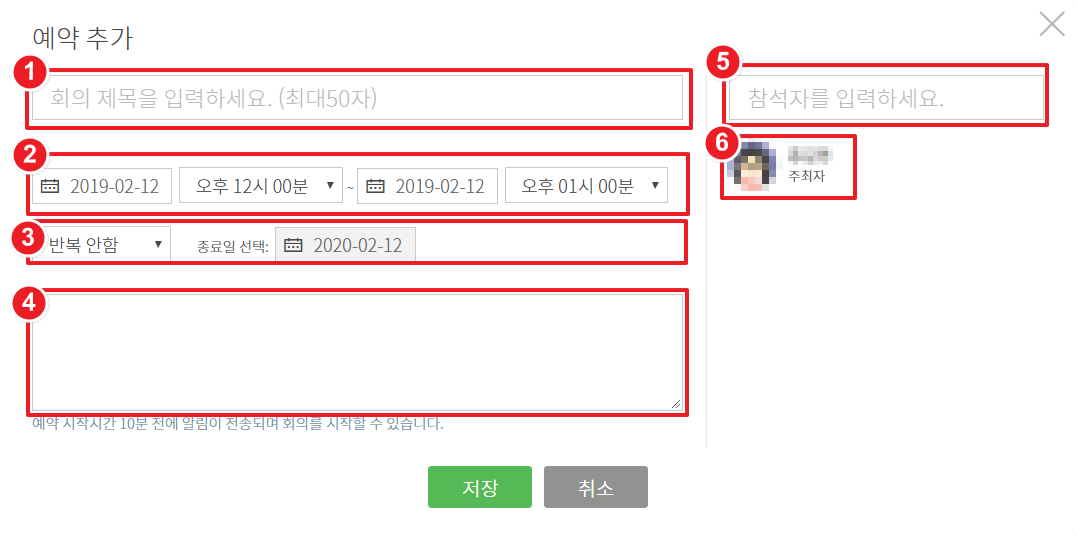 예약 추가
1
회의 제목을 입력하세요. (최대50자)
2
2019-02-12 오후 12시 00분 ~ 2019-02-12 오후 01시 00분
3
반복 안함 종료일 선택: 2020-02-12
4
예약 시작시간 10분 전에 알림이 전송되며 회의를 시작할 수 있습니다.
5
참석자를 입력하세요.
6
주최자
저장 취소